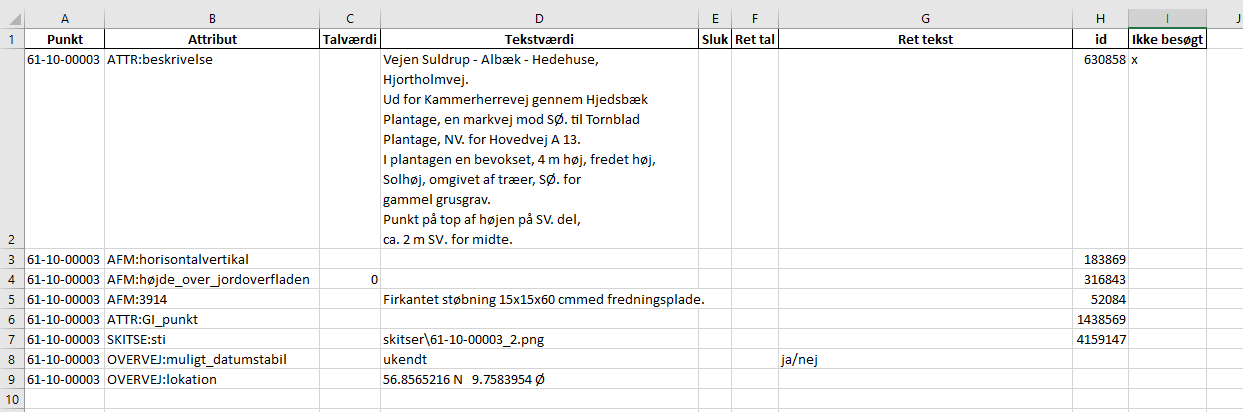 A B C D E F G H I J
1 Punkt Attribut Talværdi Tekstværdi Sluk Ret tal Ret tekst id Ikke besøgt
61-10-00003 ATTR:beskrivelse Vejen Suldrup - Albæk - Hedehuse, 630858 x
Hjortholmvej.
Ud for Kammerherrevej gennem Hjedsbæk
Plantage, en markvej mod SØ. til Tornblad
Plantage, NV. for Hovedvej A 13.
I plantagen en bevokset, 4 m høj, fredet høj,
Solhøj, omgivet af træer, SØ. for
gammel grusgrav.
Punkt på top af højen på SV. del,
2 ca. 2 m SV. for midte.
3 61-10-00003 AFM:horisontalvertikal 183869
4 61-10-00003 AFM:højde_over_jordoverfladen 0 316843
5 61-10-00003 AFM:3914 Firkantet støbning 15x15x60 cmmed fredningsplade. 52084
6 61-10-00003 ATTR:GI_punkt 1438569
7 61-10-00003 SKITSE:sti skitser\61-10-00003_2.png 4159147
8 61-10-00003 OVERVEJ:muligt_datumstabil ukendt ja/nej
9 61-10-00003 OVERVEJ:lokation 56.8565216 N 9.7583954 Ø
10